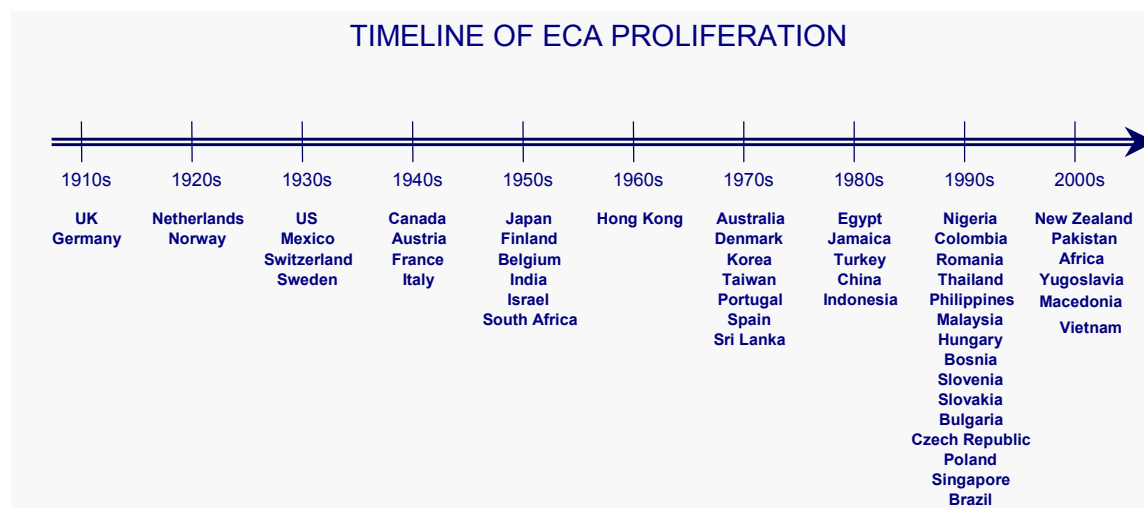 TIMELINE OF ECA PROLIFERATION
1910s
1920s
1930s
1940s
1950s
1960s
1970s
1980s
1990s
2000s
UK
Germany
Netherlands
Norway
US
Mexico
Switzerland
Sweden
Canada
Austria
France
Italy
Japan
Finland
Belgium
India
Israel
South Africa
Hong Kong
Australia
Denmark
Korea
Taiwan
Portugal
Spain
Sri Lanka
Egypt
Jamaica
Turkey
China
Indonesia
Nigeria
Colombia
Romania
Thailand
Philippines
Malaysia
Hungary
Bosnia
Slovenia
Slovakia
Bulgaria
Czech Republic
Poland
Singapore
Brazil
New Zealand
Pakistan
Africa
Yugoslavia
Macedonia
Vietnam